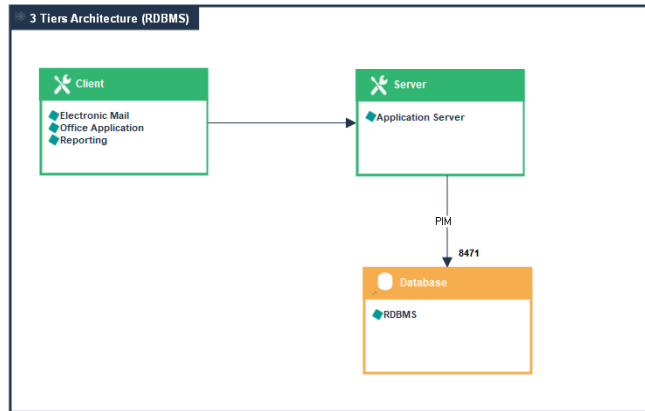 3 Tiers Architecture (RDBMS)
Client
Electronic Mail
Office Application
Reporting
Server
Application Server
PIM
8471
Database
RDBMS